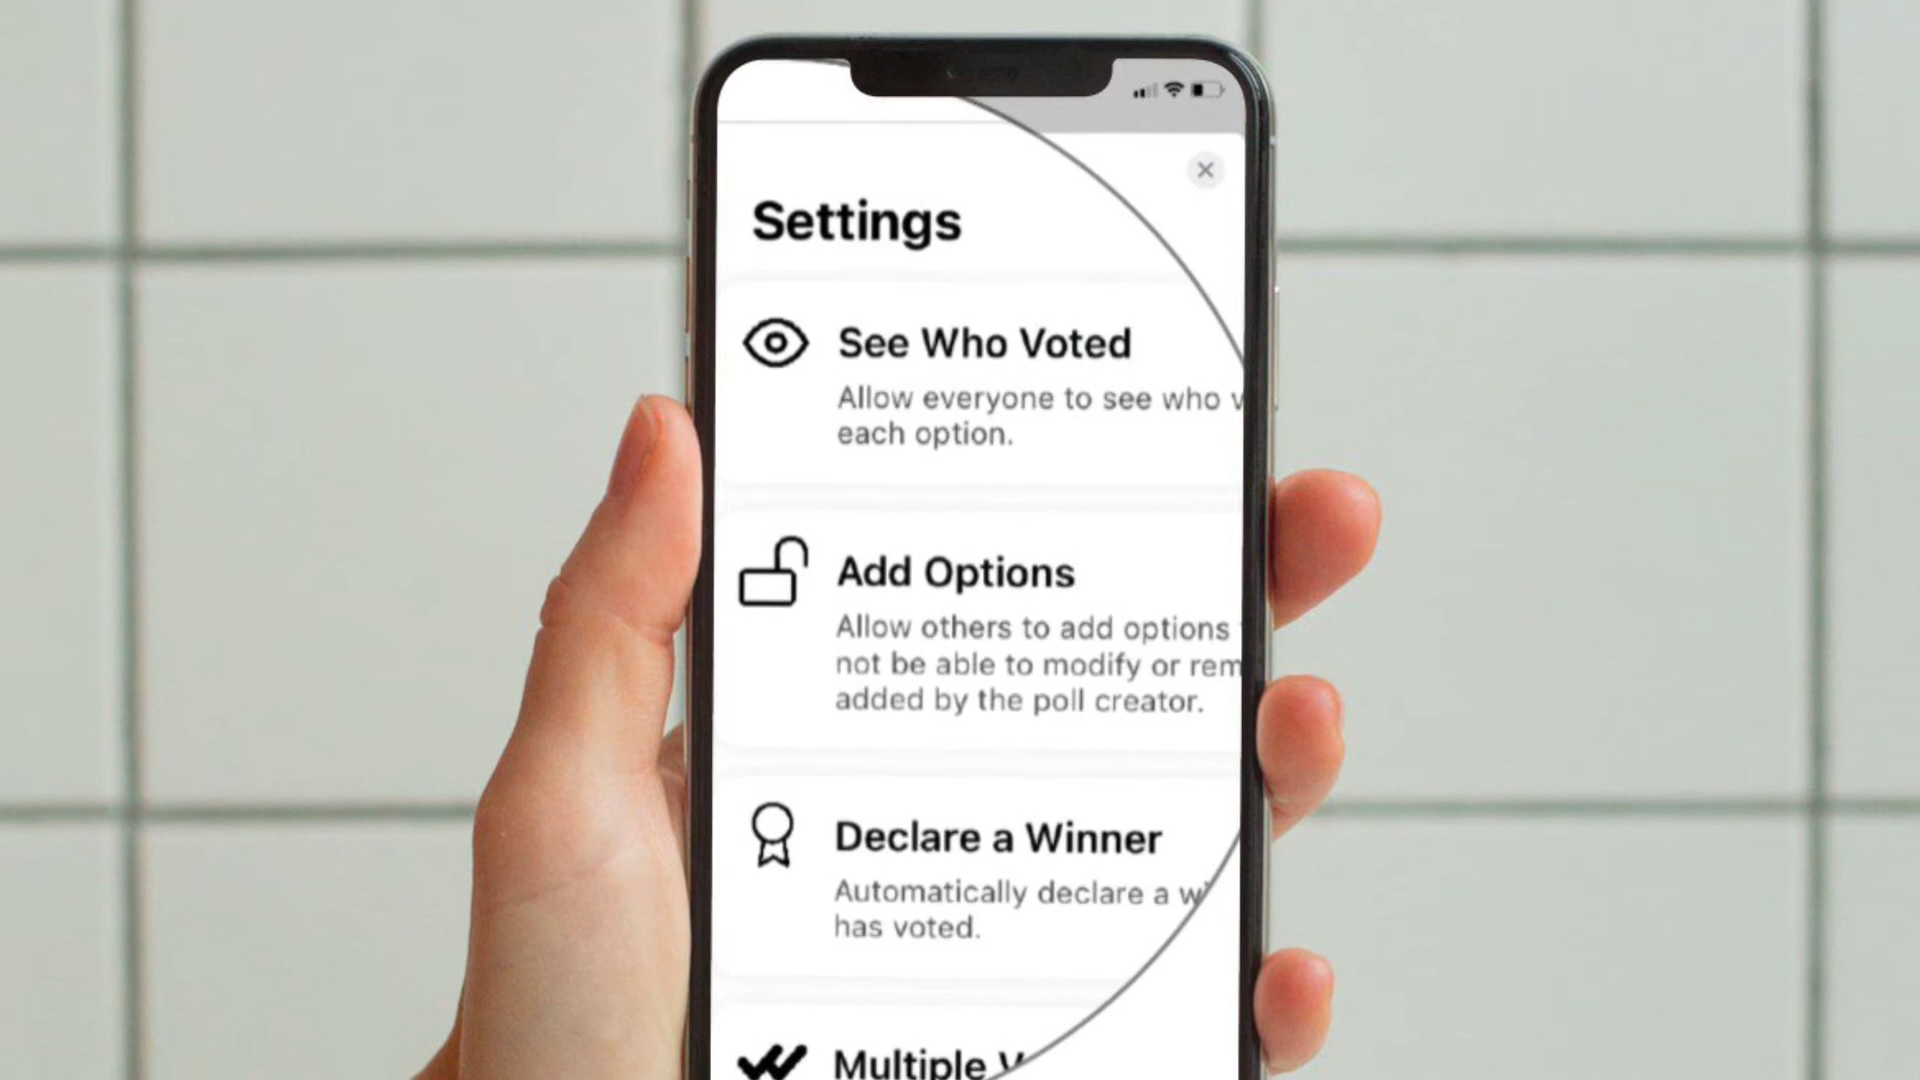 Settings
See Who Voted
Allow everyone to see who
each option.
Add Options
Allow others to add options
not be able to modify or
added by the poll creator.
Declare a Winner
Automatically declare a
has voted.
Multiple